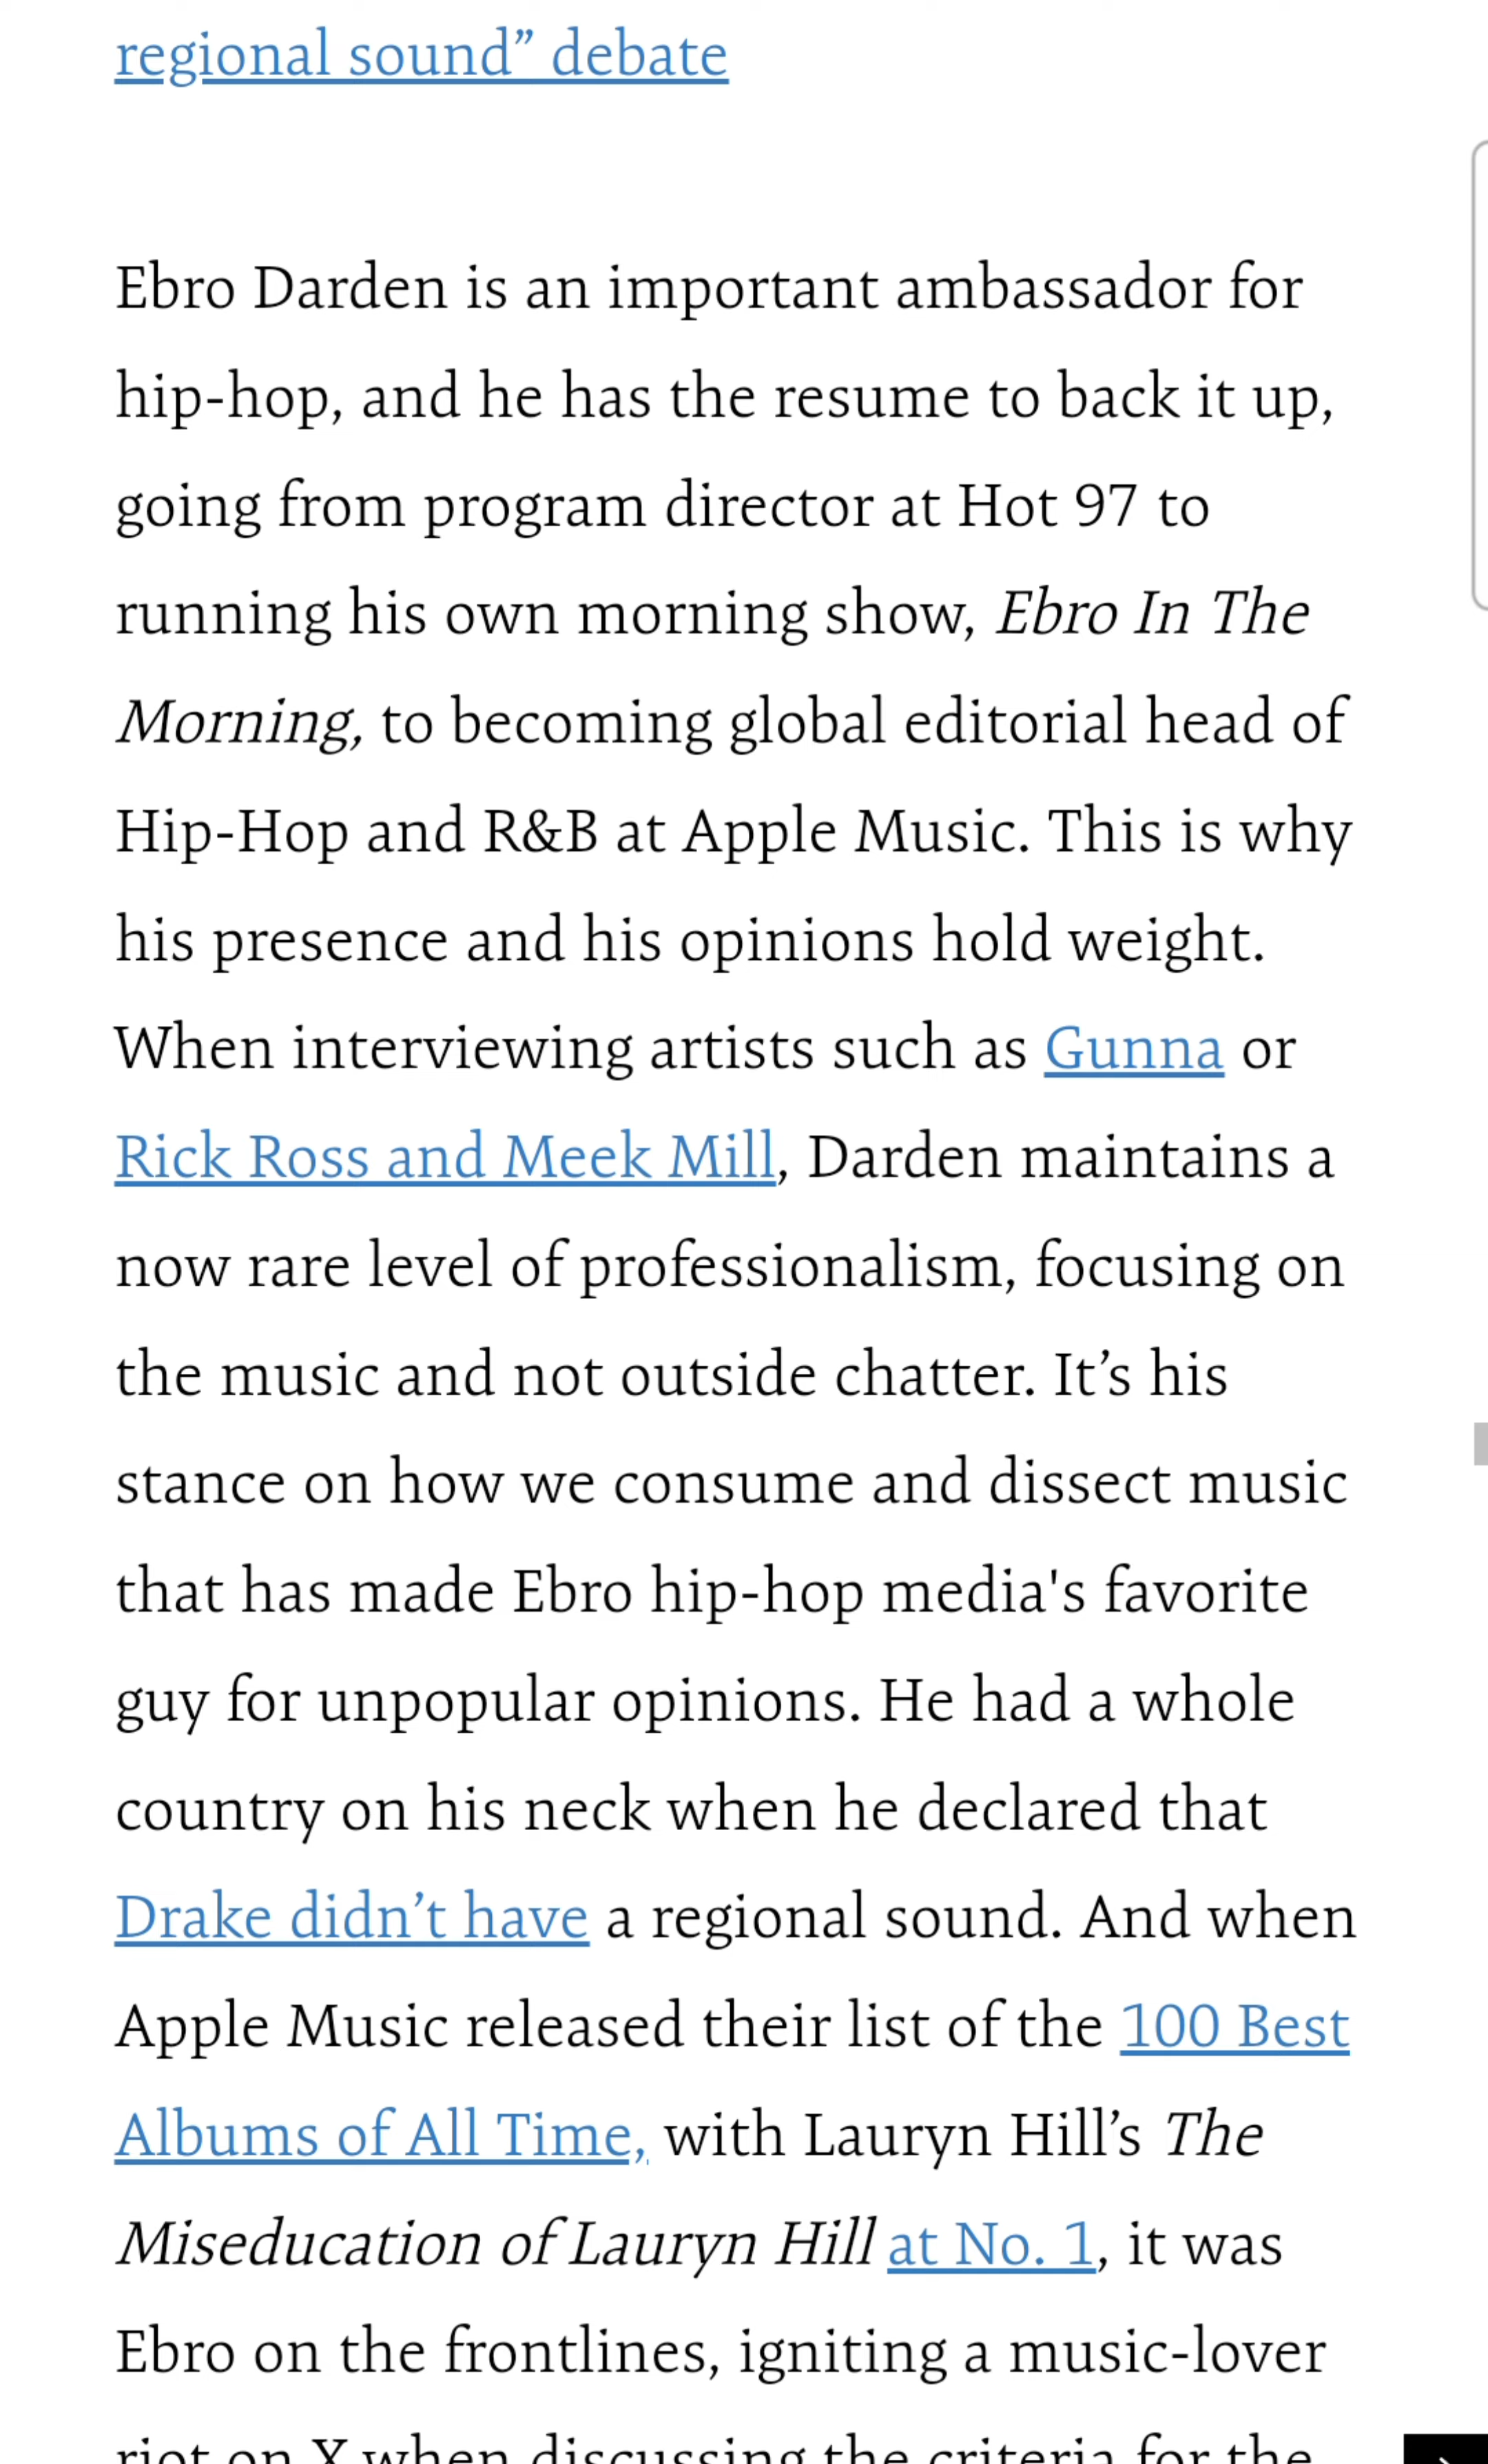 regional sound” debate
Ebro Darden is an important ambassador for
hip-hop, and he has the resume to back it up,
going from program director at Hot 97 to
running his own morning show, Ebro In The
Morning, to becoming global editorial head of
Hip-Hop and R&B at Apple Music. This is why
his presence and his opinions hold weight.
When interviewing artists such as Gunna or
Rick Ross and Meek Mill, Darden maintains a
now rare level of professionalism, focusing on
the music and not outside chatter. It’s his
stance on how we consume and dissect music
that has made Ebro hip-hop media's favorite
guy for unpopular opinions. He had a whole
country on his neck when he declared that
Drake didn’t have a regional sound. And when
Apple Music released their list of the 100 Best
Albums of All Time, with Lauryn Hill’s The
Miseducation of Lauryn Hill at No. 1, it was
Ebro on the frontlines, igniting a music-lover
riot on X when discussing the criteria for the